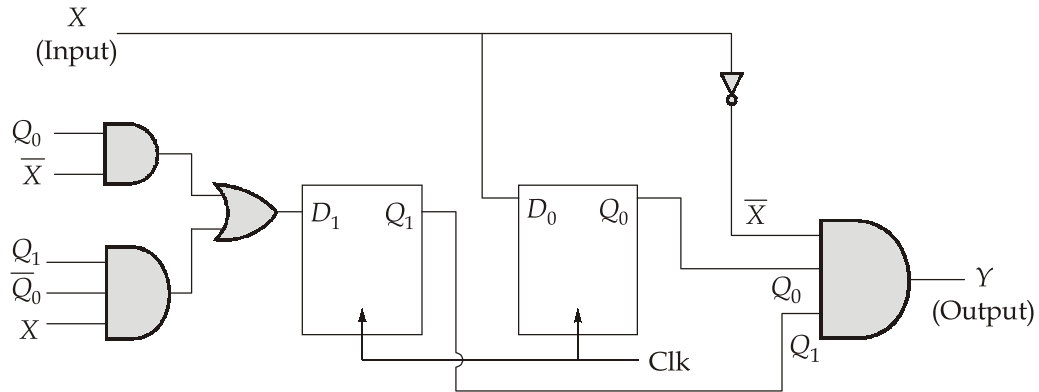 X
(Input)
Q₀
X̅
Q₁
Q̅₀
X
D₁ Q₁
D₀ Q₀
X̅
Q₀
Q₁
Y
(Output)
Clk